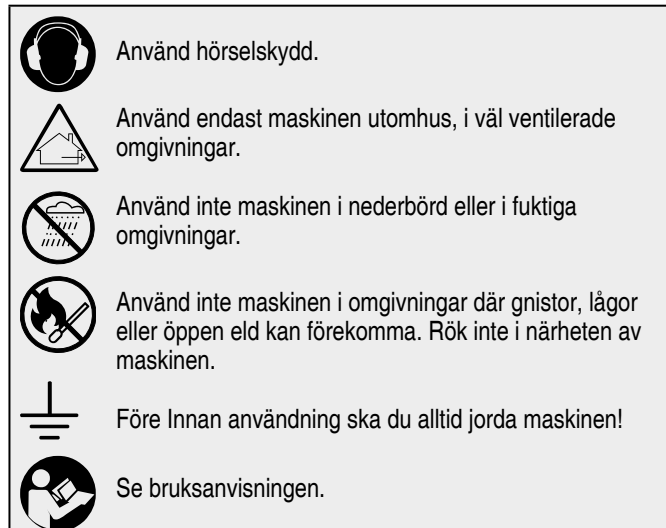 Använd hörselskydd.
Använd endast maskinen utomhus, i väl ventilerade
omgivningar.
Använd inte maskinen i nederbörd eller i fuktiga
omgivningar.
Använd inte maskinen i omgivningar där gnistor, lågor
eller öppen eld kan förekomma. Rök inte i närheten av
maskinen.
Före Innan användning ska du alltid jorda maskinen!
Se bruksanvisningen.